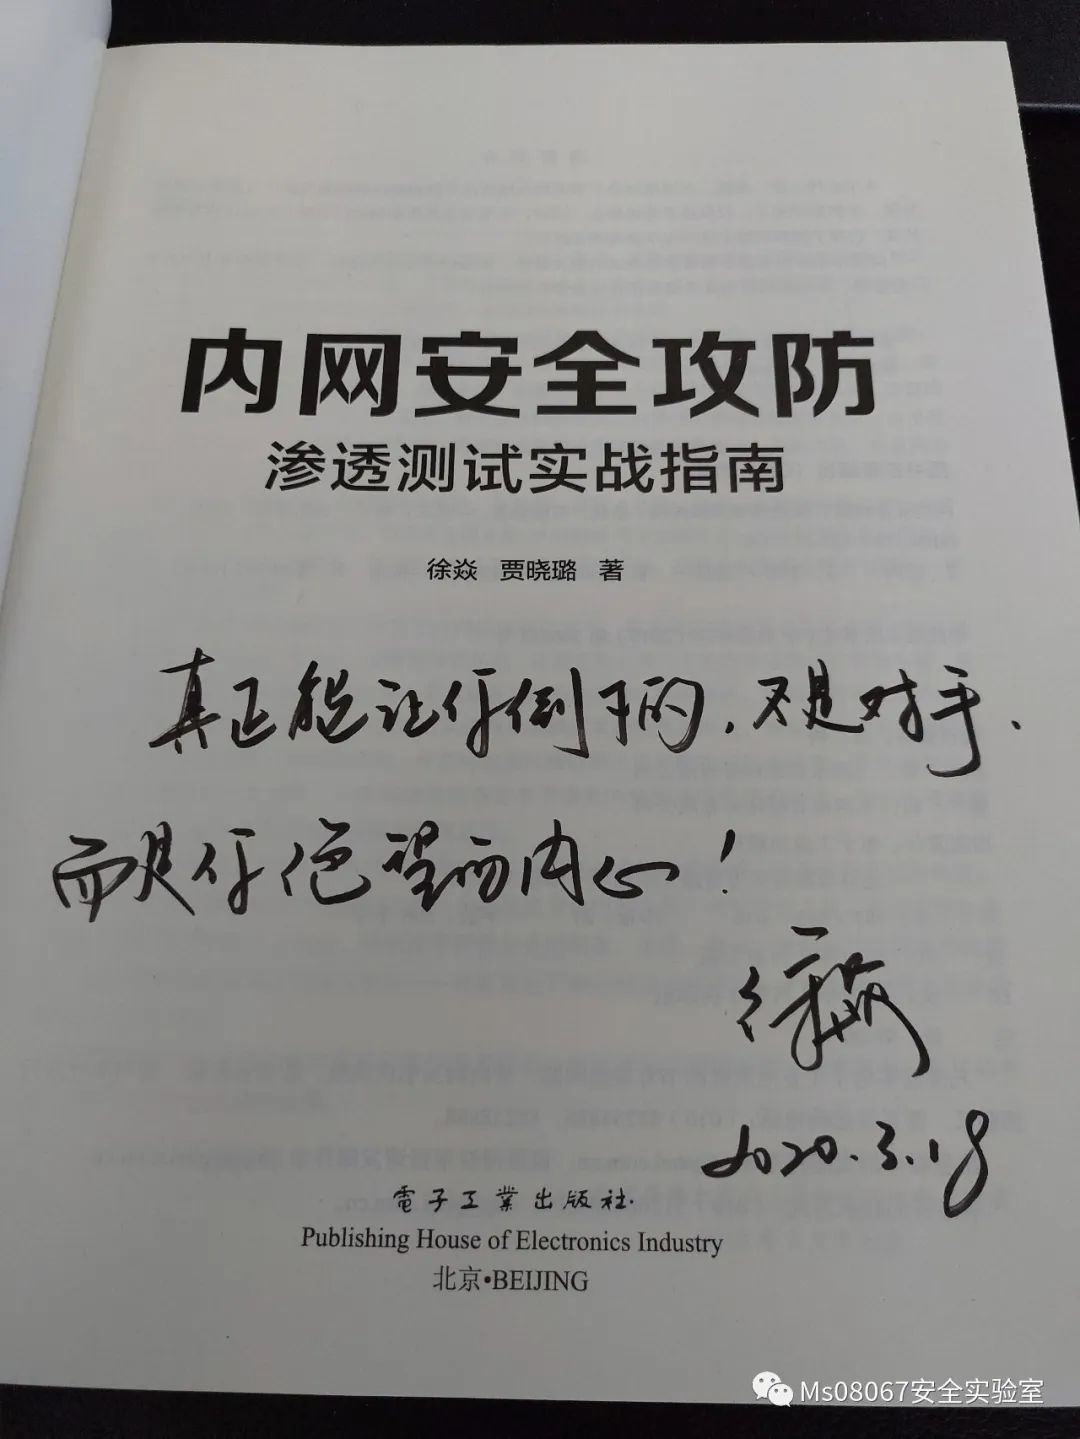 内网安全攻防
渗透测试实战指南
徐焱 贾晓璐 著
真正能让你倒下的，不是对手，
而是你绝望的内心！
徐焱
2020.3.18
電子工業出版社
Publishing House of Electronics Industry
北京·BEIJING
Ms08067安全实验室